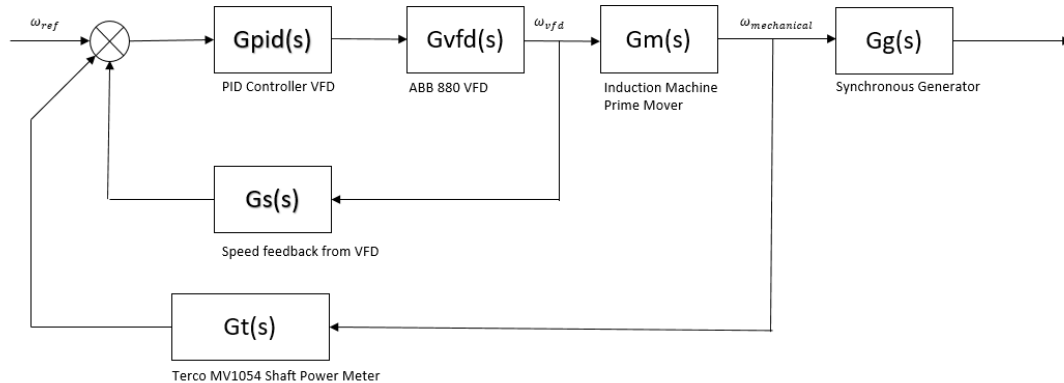 ω_ref
ω_vfd
ω_mechanical
Gpid(s)
Gvfd(s)
Gm(s)
Gg(s)
PID Controller VFD
ABB 880 VFD
Induction Machine
Prime Mover
Synchronous Generator
Gs(s)
Speed feedback from VFD
Gt(s)
Terco MV1054 Shaft Power Meter